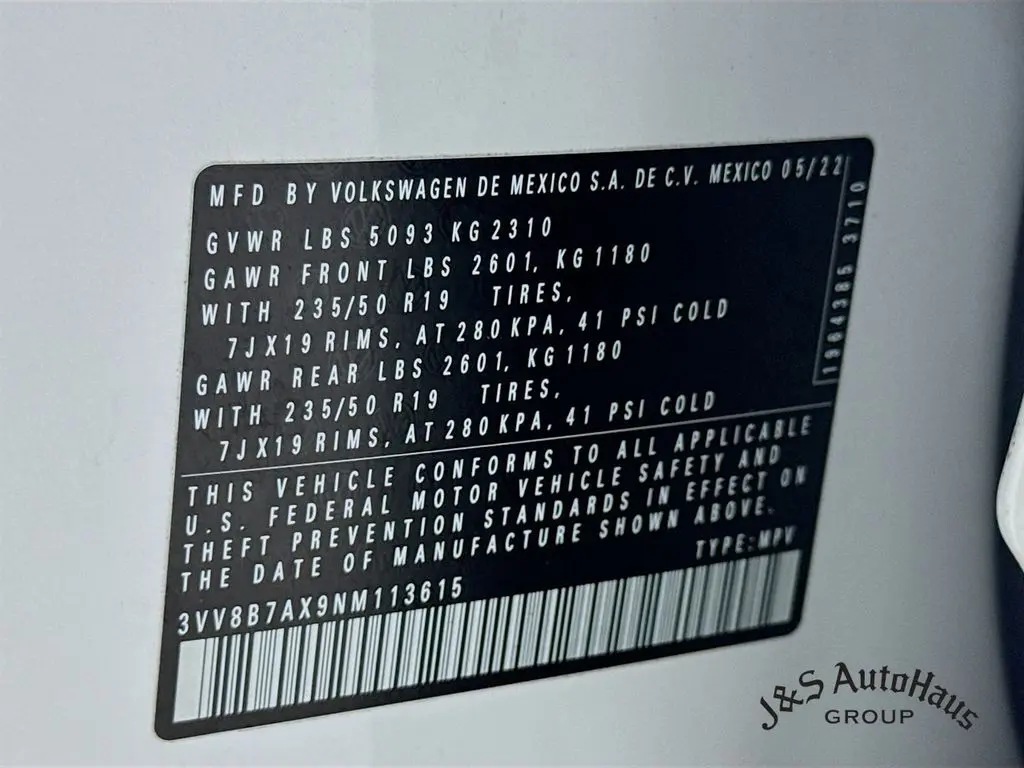 MFD BY VOLKSWAGEN DE MEXICO S.A. DE C.V. MEXICO 05/22
GVWR LBS 5093 KG 2310
GAWR FRONT LBS 2601, KG 1180
WITH 235/50 R19 TIRES,
7JX19 RIMS, AT 280 KPA, 41 PSI COLD
GAWR REAR LBS 2601, KG 1180
WITH 235/50 R19 TIRES,
7JX19 RIMS, AT 280 KPA, 41 PSI COLD
THIS VEHICLE CONFORMS TO ALL APPLICABLE
U.S. FEDERAL MOTOR VEHICLE SAFETY AND
THEFT PREVENTION STANDARDS IN EFFECT ON
THE DATE OF MANUFACTURE SHOWN ABOVE.
TYPE:MPV
3VV8B7AX9NM113615
1964385 3710
J&S AutoHaus
GROUP